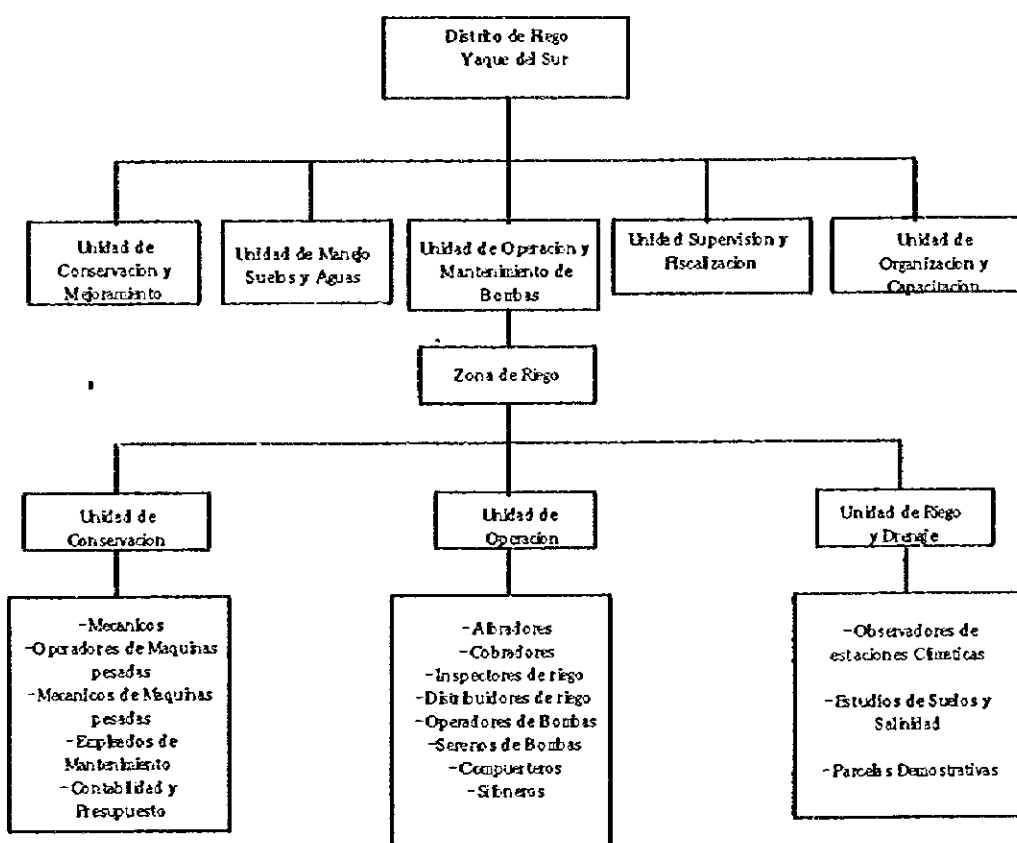 Distrito de Riego
Yaque del Sur
Unidad de
Conservacion y
Mejoramiento
Unidad de Manejo
Suelos y Aguas
Unidad de Operacion y
Mantenimiento de
Bombas
Unidad Supervision y
Fiscalizacion
Unidad de
Organizacion y
Capacitacion
Zona de Riego
Unidad de
Conservacion
Unidad de
Operacion
Unidad de Riego
y Drenaje
-Mecanicos
-Operadores de Maquinas
pesadas
-Mecanicos de Maquinas
pesadas
-Empleados de
Mantenimiento
-Contabilidad y
Presupuesto
-Aforadores
-Cobradores
-Inspectores de riego
-Distribuidores de riego
-Operadores de Bombas
-Serenos de Bombas
-Compuerteros
-Sifoneros
-Observadores de
estaciones Climaticas
-Estudios de Suelos y
Salinidad
-Parcelas Demostrativas